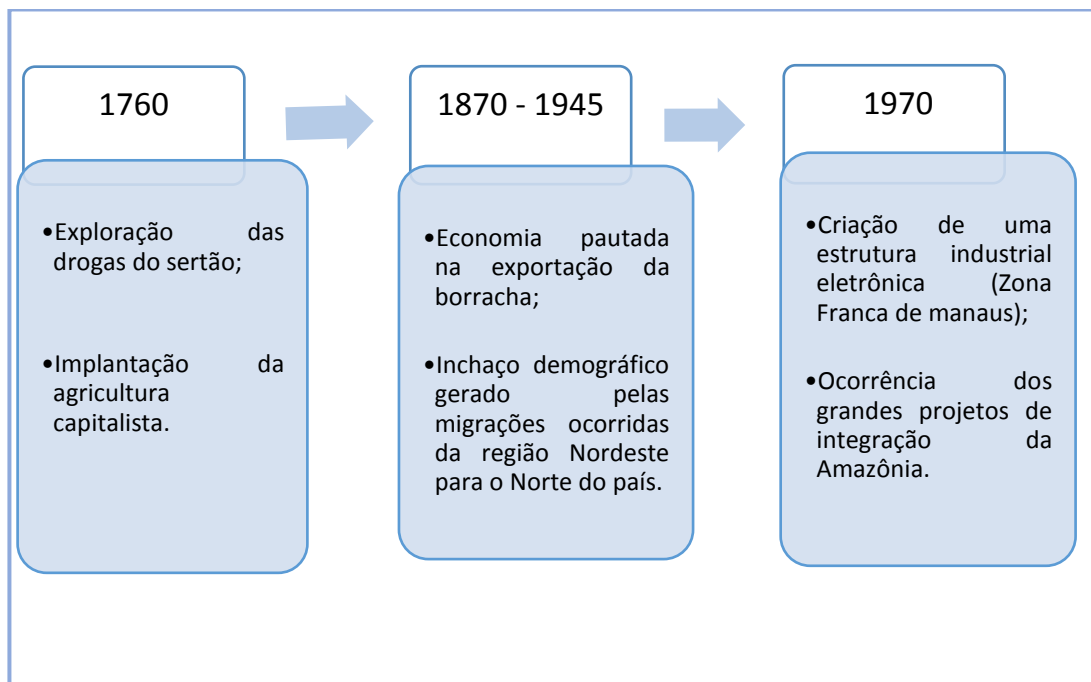 1760
•Exploração das
drogas do sertão;
•Implantação da
agricultura
capitalista.
1870 - 1945
•Economia pautada
na exportação da
borracha;
•Inchaço demográfico
gerado pelas
migrações ocorridas
da região Nordeste
para o Norte do país.
1970
•Criação de uma
estrutura industrial
eletrônica (Zona
Franca de manaus);
•Ocorrência dos
grandes projetos de
integração da
Amazônia.